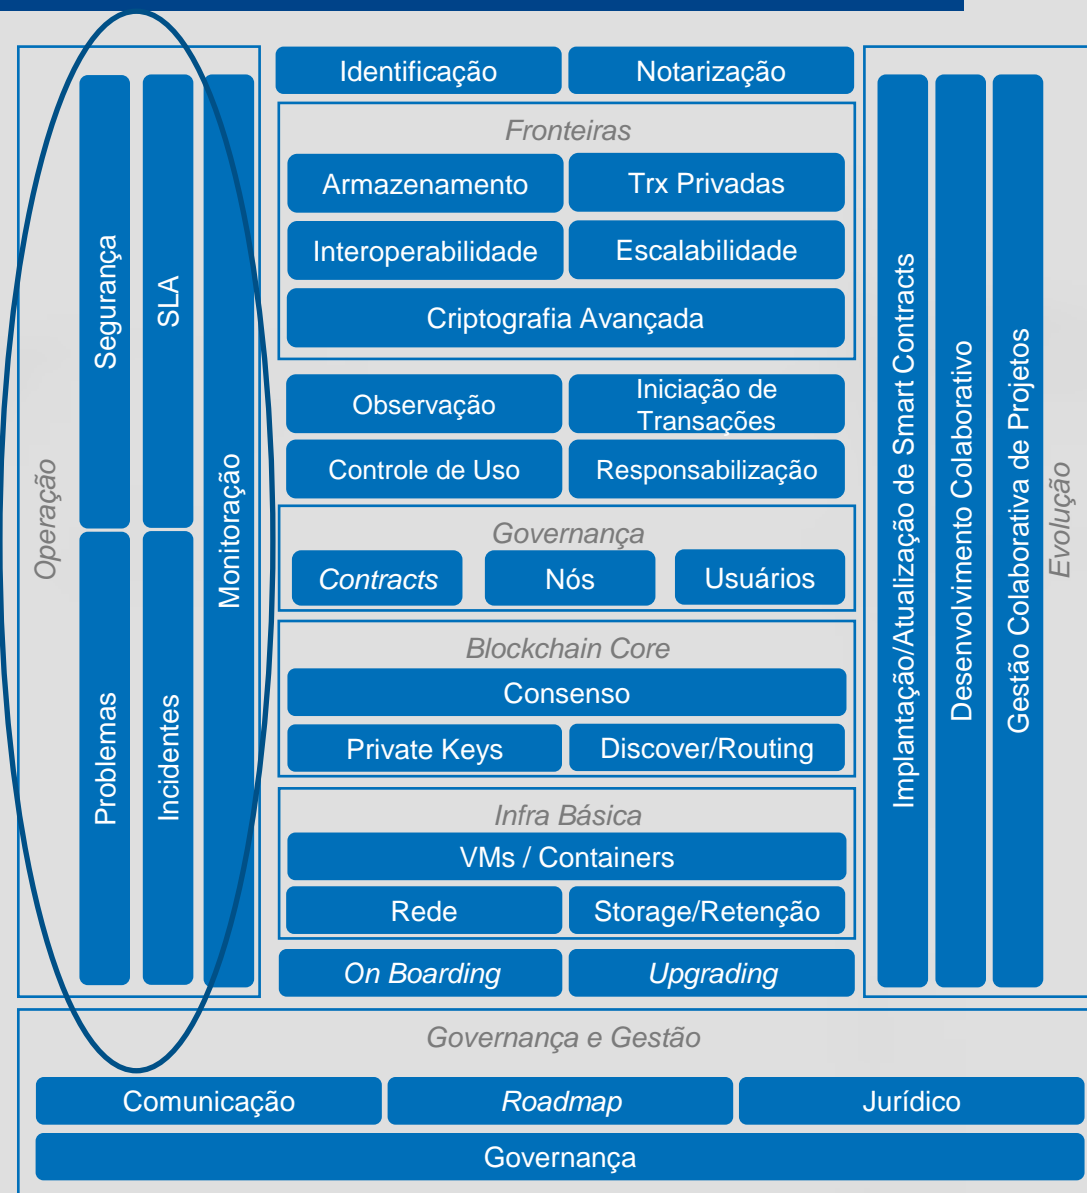 Operação
Segurança
SLA
Problemas
Incidentes
Monitoração
Identificação
Notarização
Fronteiras
Armazenamento
Trx Privadas
Interoperabilidade
Escalabilidade
Criptografia Avançada
Observação
Iniciação de
Transações
Controle de Uso
Responsabilização
Governança
Contracts
Nós
Usuários
Blockchain Core
Consenso
Private Keys
Discover/Routing
Infra Básica
VMs / Containers
Rede
Storage/Retenção
On Boarding
Upgrading
Implantação/Atualização de Smart Contracts
Desenvolvimento Colaborativo
Gestão Colaborativa de Projetos
Evolução
Governança e Gestão
Comunicação
Roadmap
Jurídico
Governança